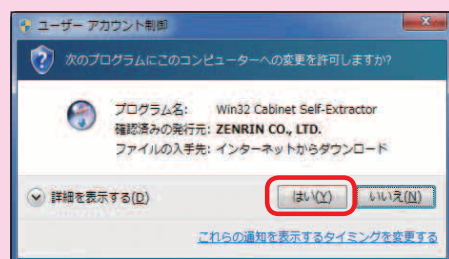 ユーザー アカウント制御
次のプログラムにこのコンピューターへの変更を許可しますか?
プログラム名: Win32 Cabinet Self-Extractor
確認済みの発行元: ZENRIN CO., LTD.
ファイルの入手先: インターネットからダウンロード
詳細を表示する(D) はい(Y) いいえ(N)
これらの通知を表示するタイミングを変更する